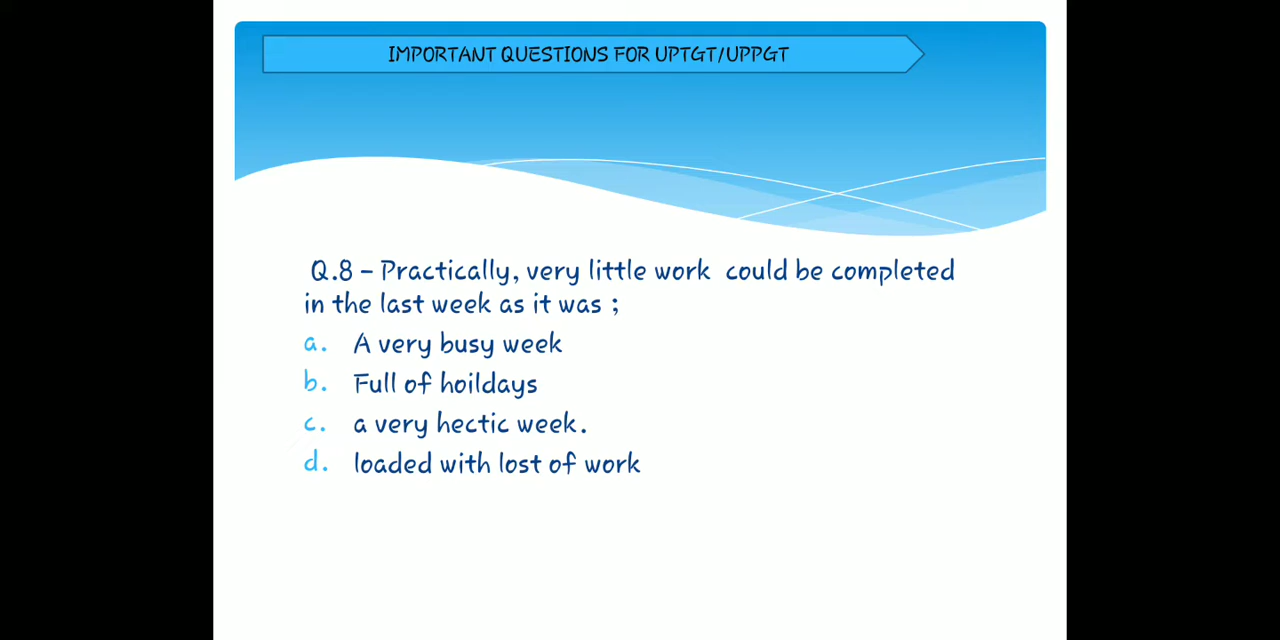 IMPORTANT QUESTIONS FOR UPTGT/UPPGT
Q.8 – Practically, very little work could be completed
in the last week as it was ;
a. A very busy week
b. Full of hoildays
c. a very hectic week.
d. loaded with lost of work